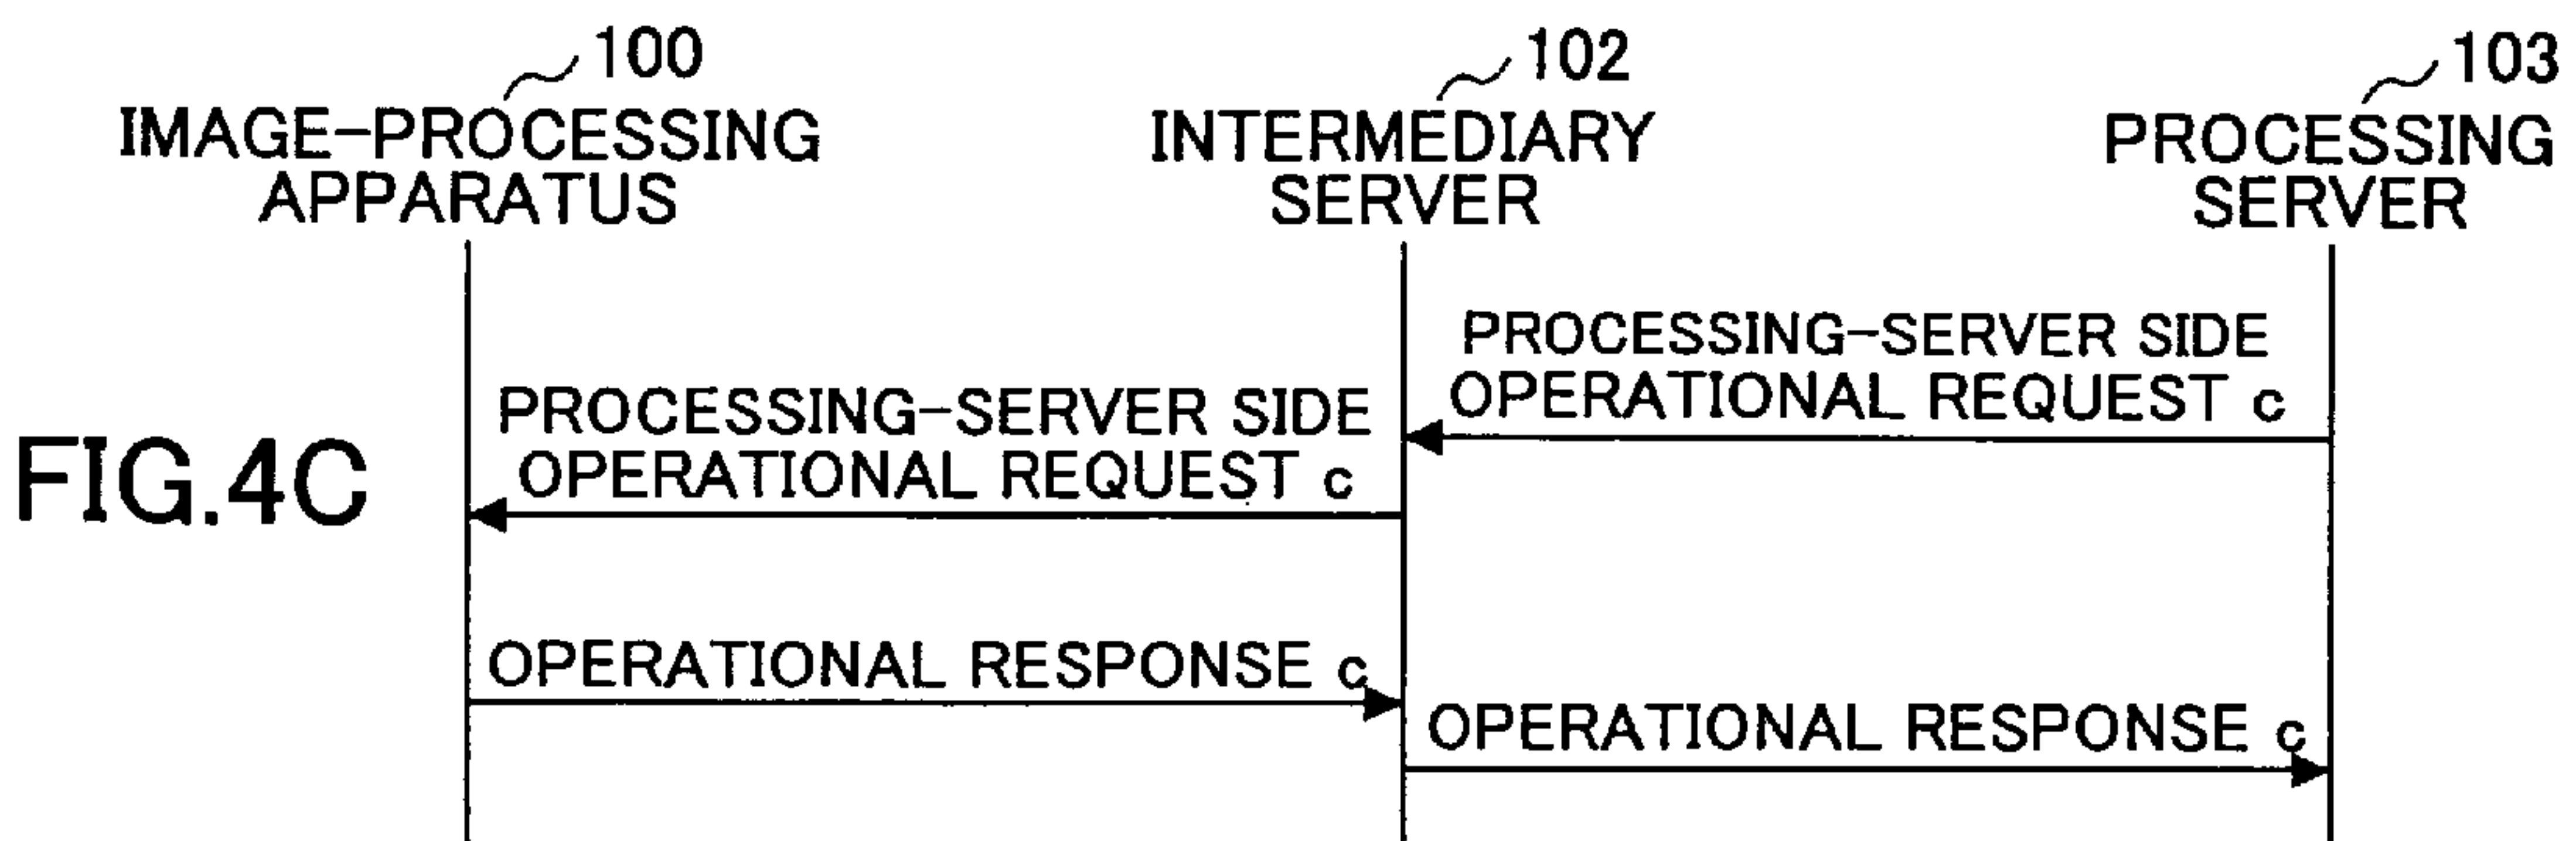 100
IMAGE-PROCESSING
APPARATUS
102
INTERMEDIARY
SERVER
103
PROCESSING
SERVER
FIG.4C
PROCESSING-SERVER SIDE
OPERATIONAL REQUEST c
PROCESSING-SERVER SIDE
OPERATIONAL REQUEST c
OPERATIONAL RESPONSE c
OPERATIONAL RESPONSE c